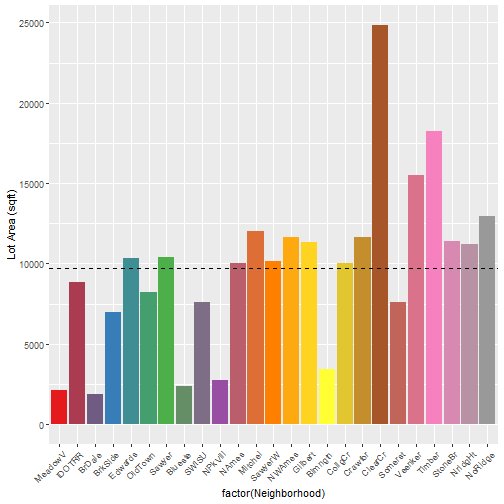 25000
20000
15000
10000
5000
0
Lot Area (sqft)
MeadowV
IDOTRR
BrDale
BrkSide
Edwards
OldTown
Sawyer
Blueste
SWISU
NPkVill
NAmes
Mitchel
SawyerW
NWAmes
Gilbert
Blmngtn
CollgCr
Crawfor
ClearCr
Somerst
Veenker
Timber
StoneBr
NridgHt
NoRidge
factor(Neighborhood)